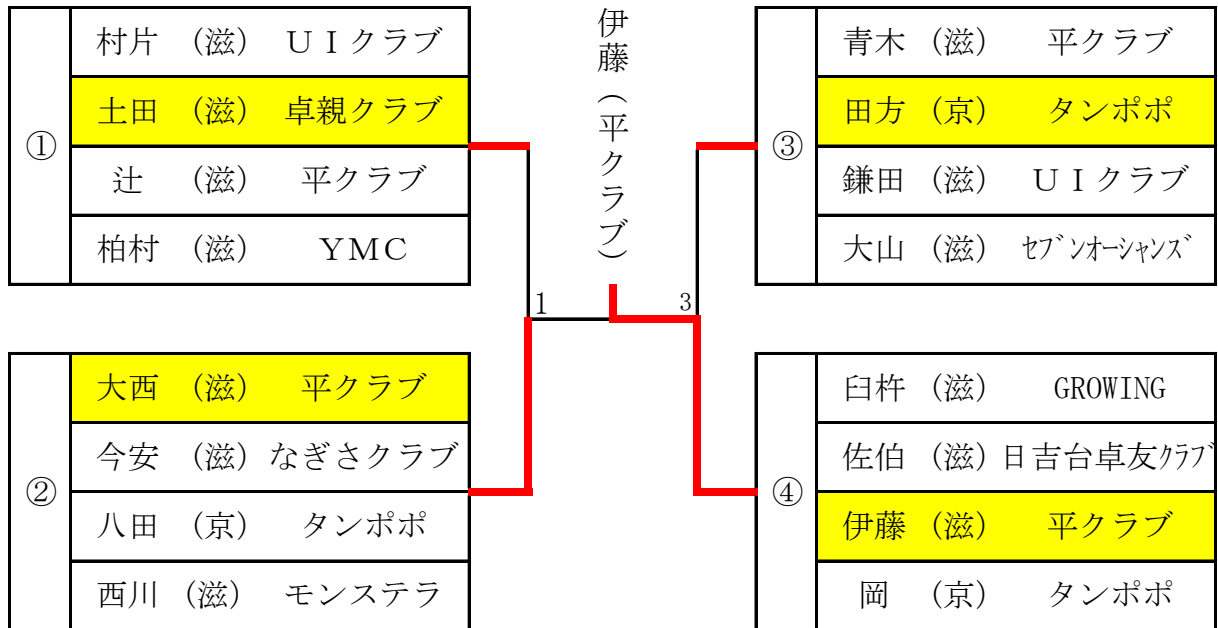 ①
村片 (滋) ＵＩクラブ
土田 (滋) 卓親クラブ
辻 (滋) 平クラブ
柏村 (滋) ＹＭＣ
②
大西 (滋) 平クラブ
今安 (滋) なぎさクラブ
八田 (京) タンポポ
西川 (滋) モンステラ
伊藤（平クラブ）
1
3
③
青木 (滋) 平クラブ
田方 (京) タンポポ
鎌田 (滋) ＵＩクラブ
大山 (滋) ｾﾌﾞﾝｵｰｼｬﾝｽﾞ
④
臼杵 (滋) GROWING
佐伯 (滋) 日吉台卓友ｸﾗﾌﾞ
伊藤 (滋) 平クラブ
岡 (京) タンポポ